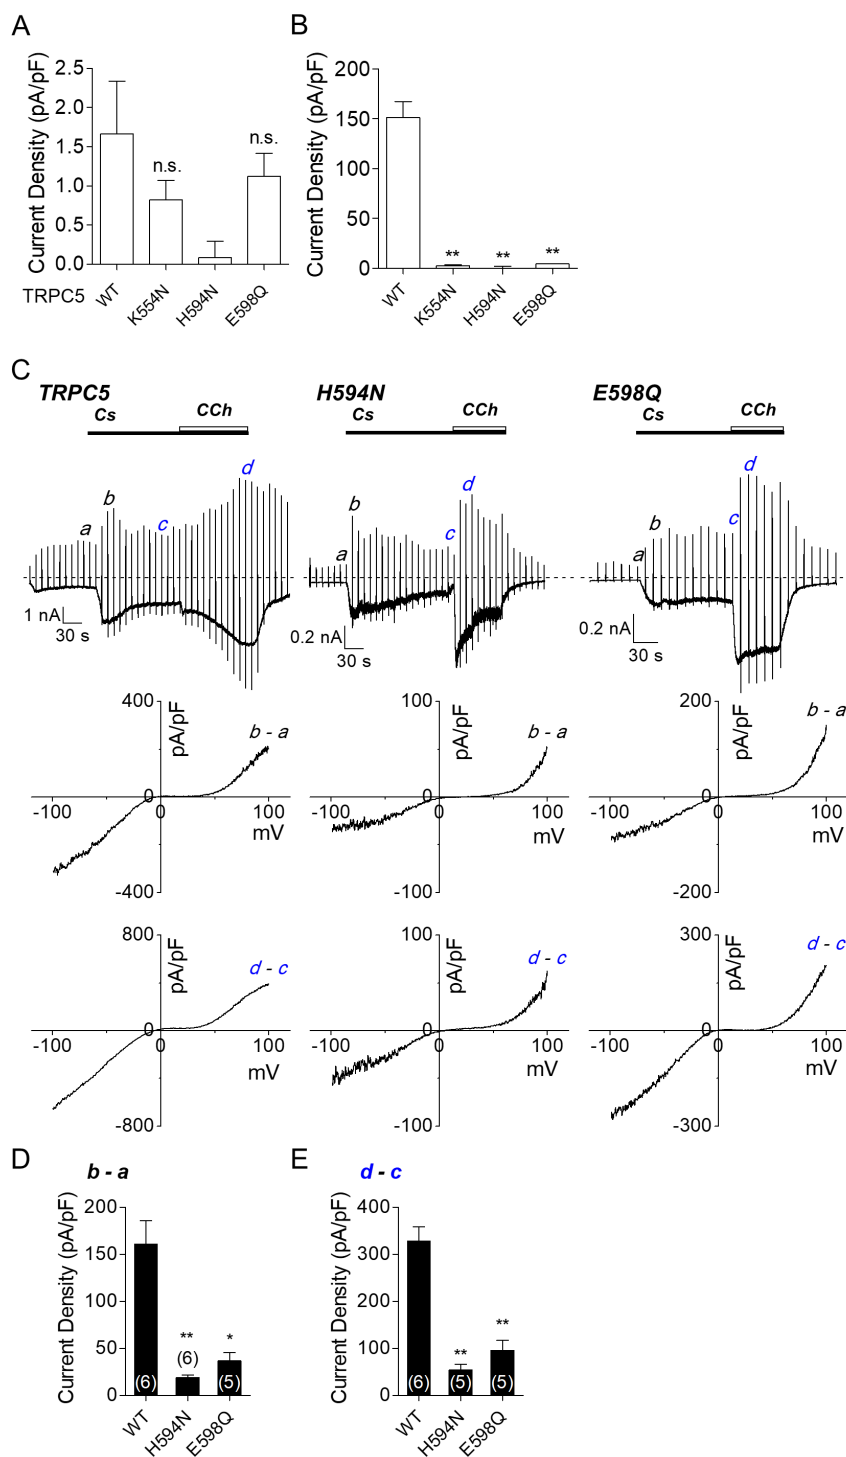 A
B
Current Density (pA/pF)
2.5
2.0
1.5
1.0
0.5
0.0
n.s.
n.s.
TRPC5
WT
K554N
H594N
E598Q
Current Density (pA/pF)
200
150
100
50
0
**
**
**
WT
K554N
H594N
E598Q
C
TRPC5
H594N
E598Q
Cs
CCh
Cs
CCh
Cs
CCh
a
b
c
d
1 nA
30 s
a
b
c
d
0.2 nA
30 s
a
b
c
d
0.2 nA
30 s
400
pA/pF
b - a
-100
0
0
100
mV
-400
100
pA/pF
b - a
-100
0
0
100
mV
-100
200
pA/pF
b - a
-100
0
0
100
mV
-200
800
pA/pF
d - c
-100
0
0
100
mV
-800
100
pA/pF
d - c
-100
0
0
100
mV
-100
300
pA/pF
d - c
-100
0
0
100
mV
-300
D
b - a
Current Density (pA/pF)
200
150
100
50
0
**
*
(6)
(6)
(5)
WT
H594N
E598Q
E
d - c
Current Density (pA/pF)
400
300
200
100
0
**
**
(6)
(5)
(5)
WT
H594N
E598Q